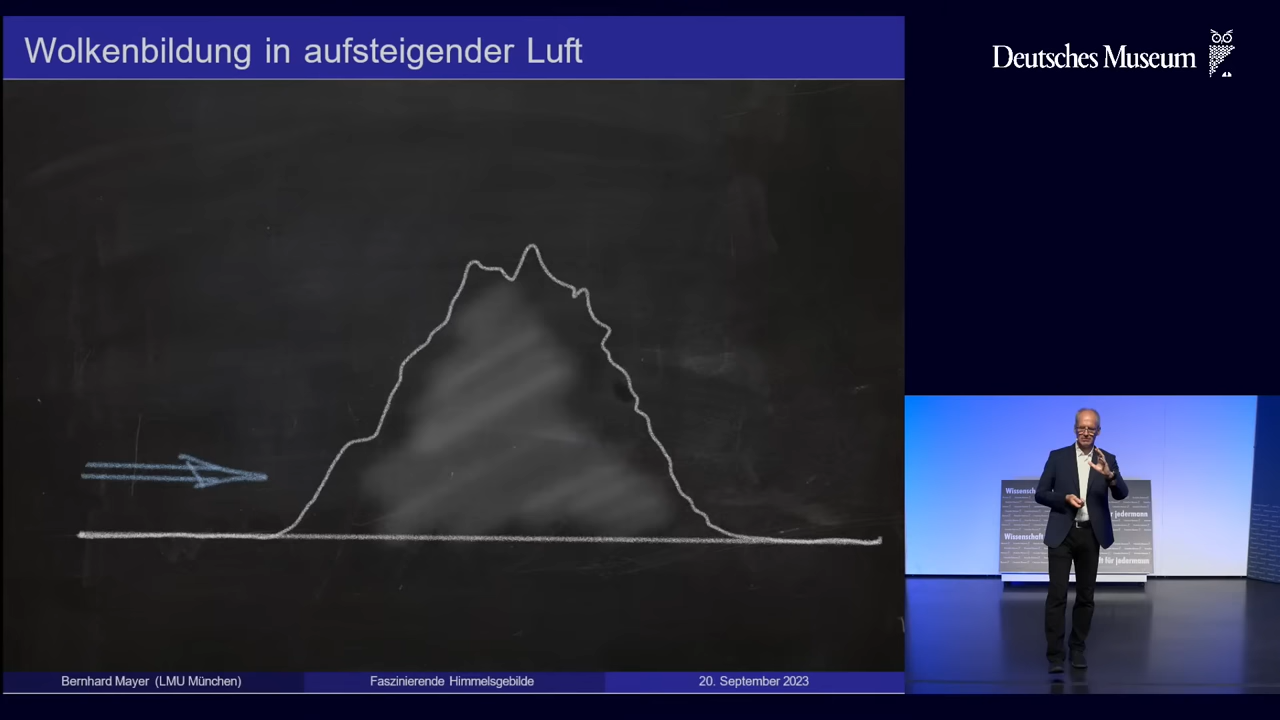 Wolkenbildung in aufsteigender Luft
Deutsches Museum
Wissensch
für jedermann
Wissenschaft
ft für jedermann
Bernhard Mayer (LMU München)
Faszinierende Himmelsgebilde
20. September 2023